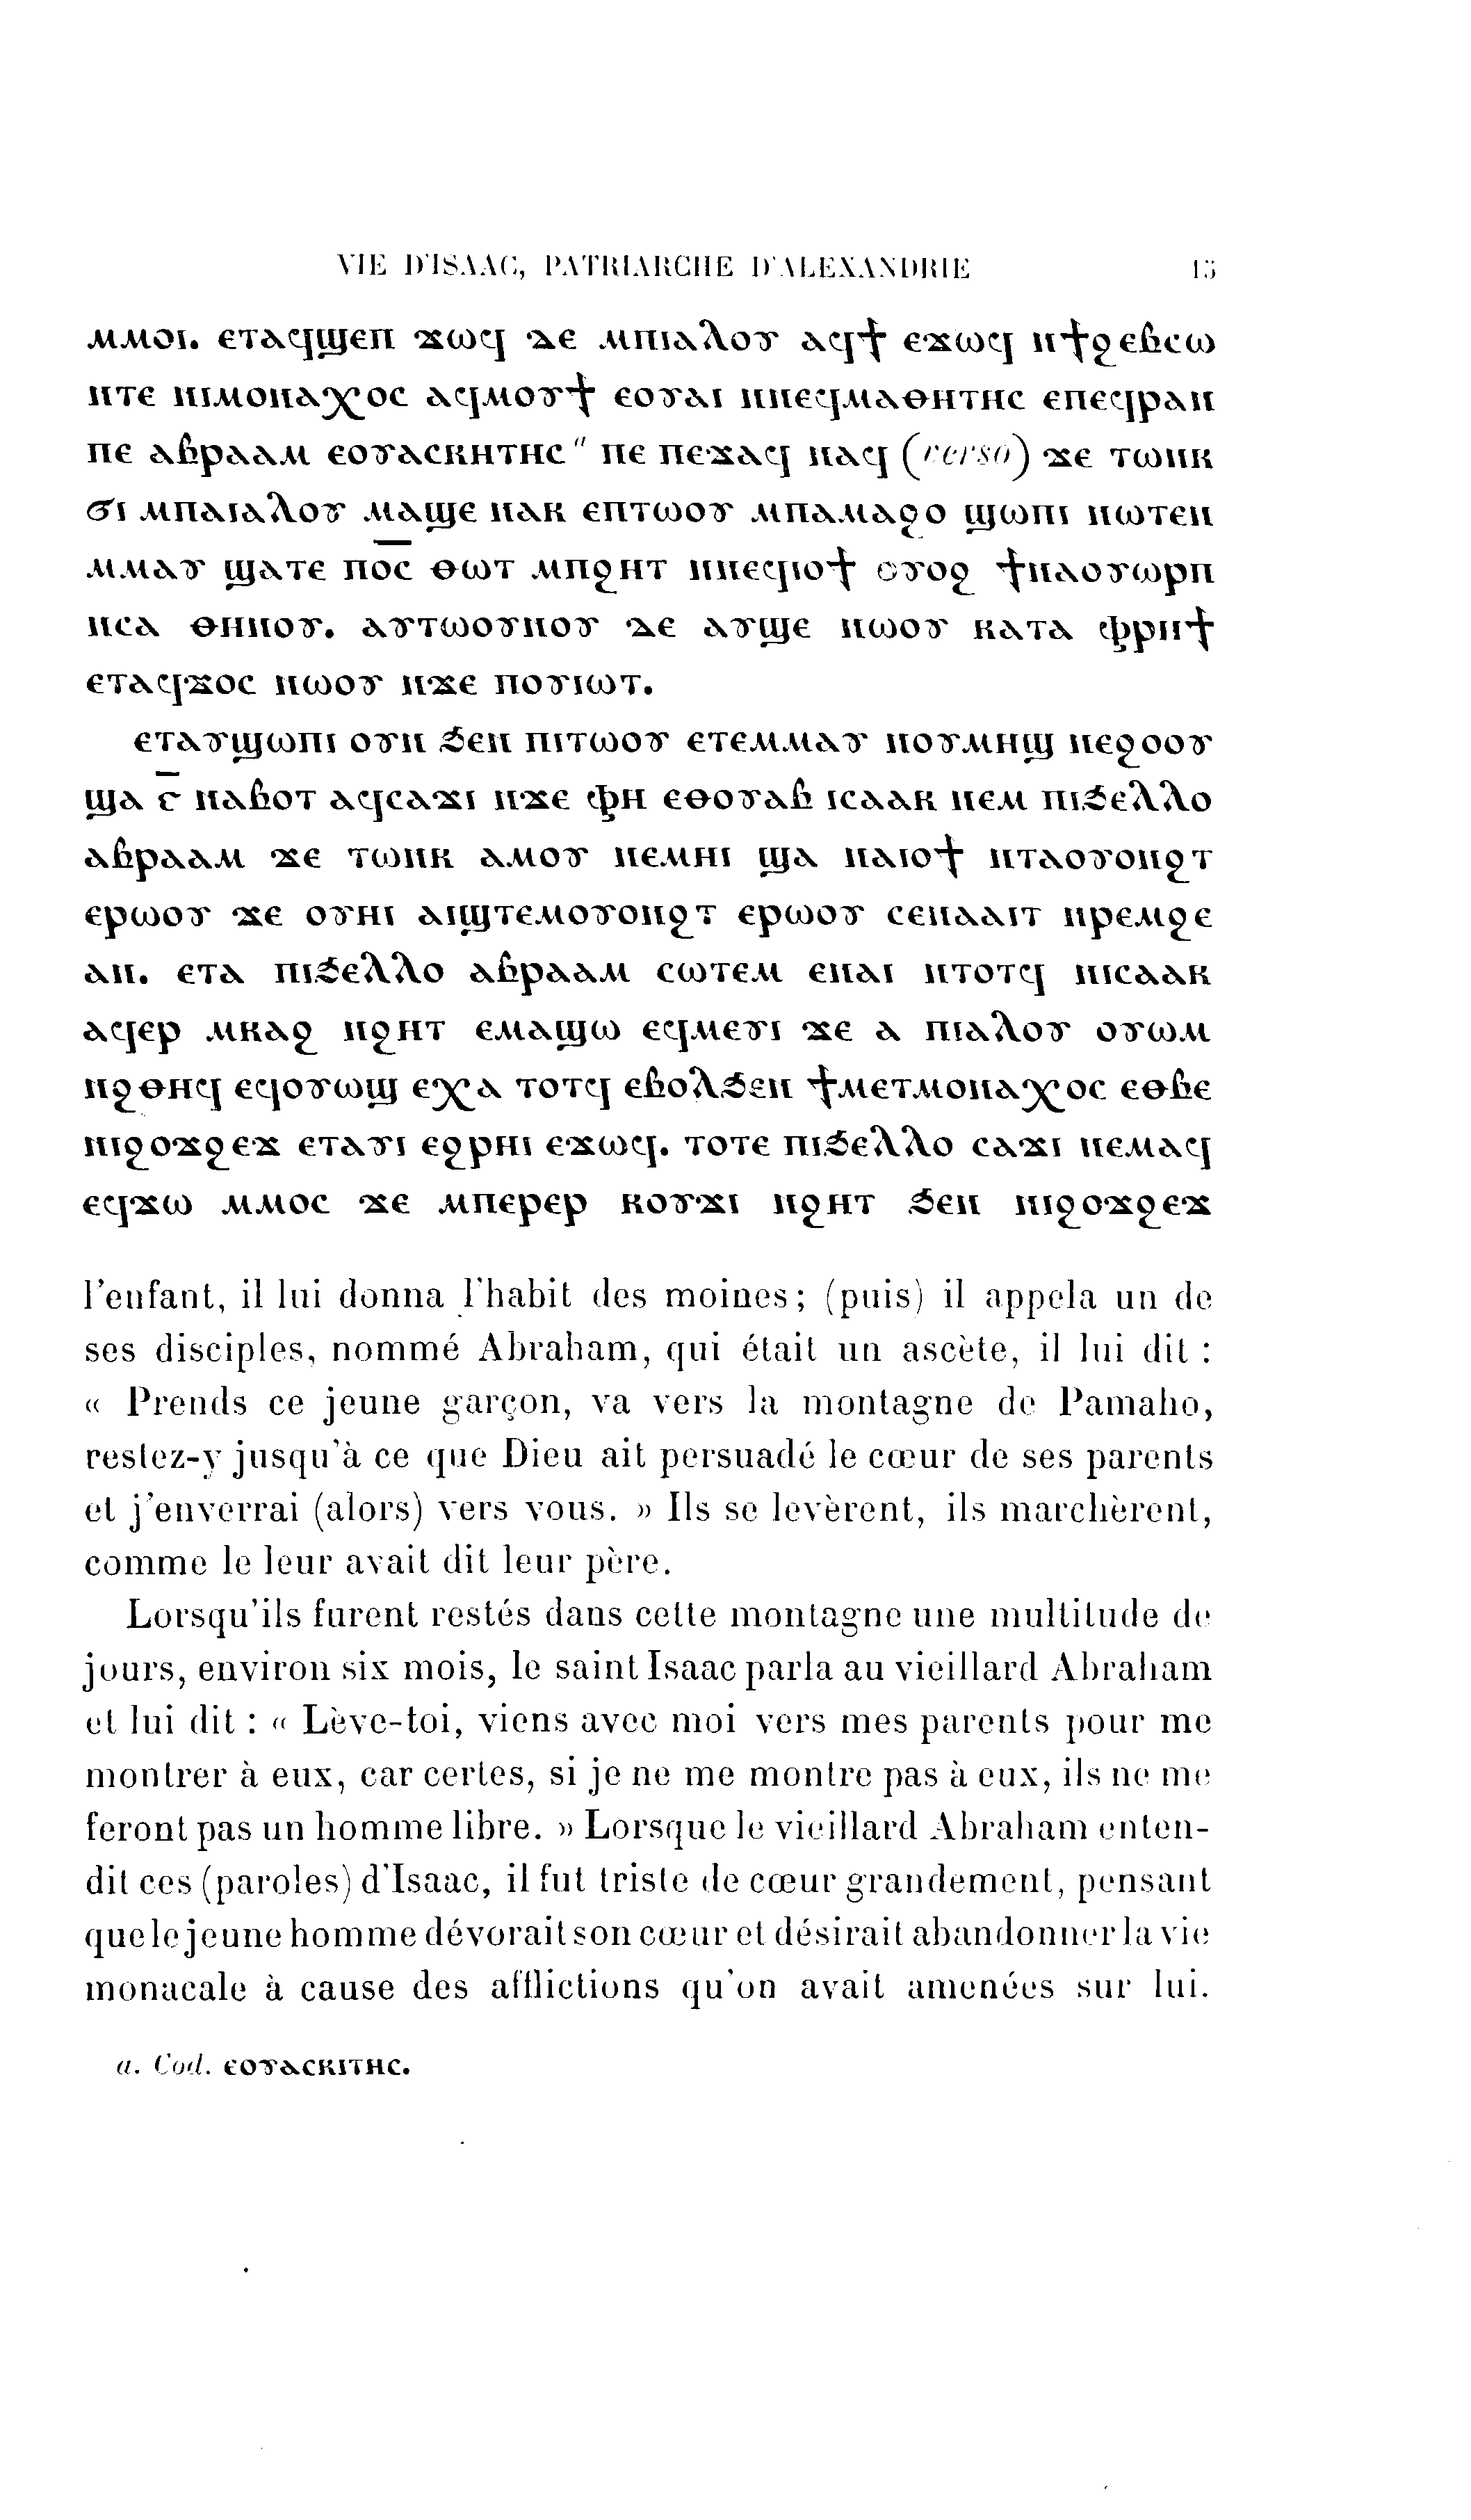 VIE D'ISAAC, PATRIARCHE D'ALEXANDRIE 15
ⲙⲙⲟⲓ. ⲉⲧⲁϥϣⲉⲡ ϫⲱϥ ⲇⲉ ⲙⲡⲓⲁⲗⲟⲩ ⲁϥϯ ⲉϫⲱϥ ⲛϯϩⲉⲃⲥⲱ
ⲛⲧⲉ ⲛⲓⲙⲟⲛⲁⲭⲟⲥ ⲁϥⲙⲟⲩϯ ⲉⲟⲩⲁⲓ ⲛⲛⲉϥⲙⲁⲑⲏⲧⲏⲥ ⲉⲡⲉϥⲣⲁⲛ
ⲡⲉ ⲁⲃⲣⲁⲁⲙ ⲉⲟⲩⲁⲥⲕⲏⲧⲏⲥ a ⲡⲉ ⲡⲉϫⲁϥ ⲛⲁϥ (verso) ϫⲉ ⲧⲱⲛⲕ
ϭⲓ ⲙⲡⲁⲓⲁⲗⲟⲩ ⲙⲁϣⲉ ⲛⲁⲕ ⲉⲡⲧⲱⲟⲩ ⲙⲡⲁⲙⲁϩⲟ ϣⲱⲡⲓ ⲛⲱⲧⲉⲛ
ⲙⲙⲁⲩ ϣⲁⲧⲉ ⲡⲟ̅ⲥ̅ ⲑⲱⲧ ⲙⲡϩⲏⲧ ⲛⲛⲉϥⲓⲟϯ ⲟⲩⲟϩ ϯⲛⲁⲟⲩⲱⲣⲡ
ⲛⲥⲁ ⲑⲏⲛⲟⲩ. ⲁⲩⲧⲱⲟⲩⲛⲟⲩ ⲇⲉ ⲁⲩϣⲉ ⲛⲱⲟⲩ ⲕⲁⲧⲁ ⲫⲣⲏϯ
ⲉⲧⲁϥϫⲟⲥ ⲛⲱⲟⲩ ⲛϫⲉ ⲡⲟⲩⲓⲱⲧ.
ⲉⲧⲁⲩϣⲱⲡⲓ ⲟⲩⲛ ϧⲉⲛ ⲡⲓⲧⲱⲟⲩ ⲉⲧⲉⲙⲙⲁⲩ ⲛⲟⲩⲙⲏϣ ⲛⲉϩⲟⲟⲩ
ϣⲁ ⲋ̅ ⲛⲁⲃⲟⲧ ⲁϥⲥⲁϫⲓ ⲛϫⲉ ⲫⲏ ⲉⲑⲟⲩⲁⲃ ⲓⲥⲁⲁⲕ ⲛⲉⲙ ⲡⲓϧⲉⲗⲗⲟ
ⲁⲃⲣⲁⲁⲙ ϫⲉ ⲧⲱⲛⲕ ⲁⲙⲟⲩ ⲛⲉⲙⲏⲓ ϣⲁ ⲛⲁⲓⲟϯ ⲛⲧⲁⲟⲩⲟⲛϩⲧ
ⲉⲣⲱⲟⲩ ϫⲉ ⲟⲩⲏⲓ ⲁⲓϣⲧⲉⲙⲟⲩⲟⲛϩⲧ ⲉⲣⲱⲟⲩ ⲥⲉⲛⲁⲁⲓⲧ ⲛⲣⲉⲙϩⲉ
ⲁⲛ. ⲉⲧⲁ ⲡⲓϧⲉⲗⲗⲟ ⲁⲃⲣⲁⲁⲙ ⲥⲱⲧⲉⲙ ⲉⲛⲁⲓ ⲛⲧⲟⲧϥ ⲛⲓⲥⲁⲁⲕ
ⲁϥⲉⲣ ⲙⲕⲁϩ ⲛϩⲏⲧ ⲉⲙⲁϣⲱ ⲉϥⲙⲉⲩⲓ ϫⲉ ⲁ ⲡⲓⲁⲗⲟⲩ ⲟⲩⲱⲙ
ⲛϩⲑⲏϥ ⲉϥⲟⲩⲱϣ ⲉⲭⲁ ⲧⲟⲧϥ ⲉⲃⲟⲗϧⲉⲛ ϯⲙⲉⲧⲙⲟⲛⲁⲭⲟⲥ ⲉⲑⲃⲉ
ⲛⲓϩⲟϫϩⲉϫ ⲉⲧⲁⲩⲓ ⲉϩⲣⲏⲓ ⲉϫⲱϥ. ⲧⲟⲧⲉ ⲡⲓϧⲉⲗⲗⲟ ⲥⲁϫⲓ ⲛⲉⲙⲁϥ
ⲉϥϫⲱ ⲙⲙⲟⲥ ϫⲉ ⲙⲡⲉⲣⲉⲣ ⲕⲟⲩϫⲓ ⲛϩⲏⲧ ϧⲉⲛ ⲛⲓϩⲟϫϩⲉϫ
l'enfant, il lui donna l'habit des moines; (puis) il appela un de
ses disciples, nommé Abraham, qui était un ascète, il lui dit :
« Prends ce jeune garçon, va vers la montagne de Pamaho,
restez-y jusqu'à ce que Dieu ait persuadé le cœur de ses parents
et j'enverrai (alors) vers vous. » Ils se levèrent, ils marchèrent,
comme le leur avait dit leur père.
Lorsqu'ils furent restés dans cette montagne une multitude de
jours, environ six mois, le saint Isaac parla au vieillard Abraham
et lui dit : « Lève-toi, viens avec moi vers mes parents pour me
montrer à eux, car certes, si je ne me montre pas à eux, ils ne me
feront pas un homme libre. » Lorsque le vieillard Abraham enten-
dit ces (paroles) d'Isaac, il fut triste de cœur grandement, pensant
que le jeune homme dévorait son cœur et désirait abandonner la vie
monacale à cause des afflictions qu'on avait amenées sur lui.
a. Cod. ⲉⲟⲩⲁⲥⲕⲓⲧⲏⲥ.